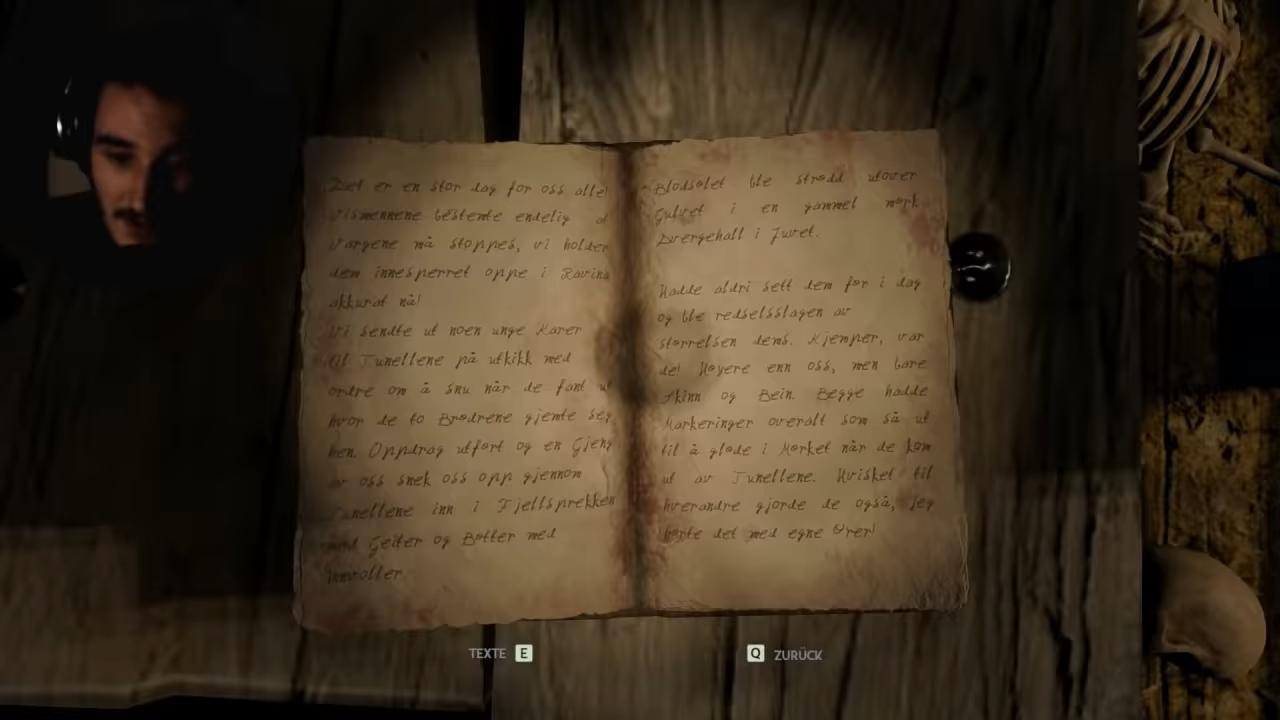 Det er en stor dag for oss alle!
Vismennene bestemte endelig at
Vargene må stoppes, vi holder
dem innesperret oppe i Ravina
akkurat nå!
Vi sendte ut noen unge Karer
til Tunellene på utkikk med
ordre om å snu når de fant ut
hvor de to Brødrene gjemte seg
hen. Oppdrag utført og en Gjeng
av oss snek oss opp gjennom
Tunellene inn i Fjellsprekken
med Geiter og Bøtter med
Innvoller.
Blodsølet ble strødd utover
Gulvet i en gammel mørk
Dvergehall i Juvet.
Hadde aldri sett dem før i dag
og ble redselsslagen av
størrelsen dems. Kjemper, var
de! Høyere enn oss, men bare
Skinn og Bein. Begge hadde
Markeringer overalt som så ut
til å gløde i Mørket når de kom
ut av Tunellene. Hvisket til
hverandre gjorde de også, jeg
hørte det med egne Ører!
TEXTE E
Q ZURÜCK